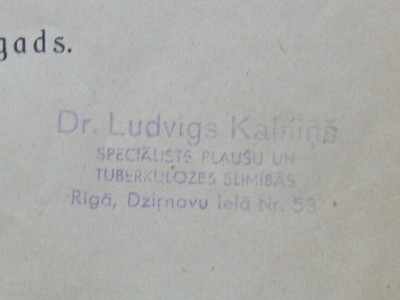 gads.
Dr. Ludvigs Kalniņš
SPECIĀLISTS PLAUŠU UN
TUBERKULOZES SLIMĪBĀS
Rīgā, Dzirnavu ielā Nr. 53